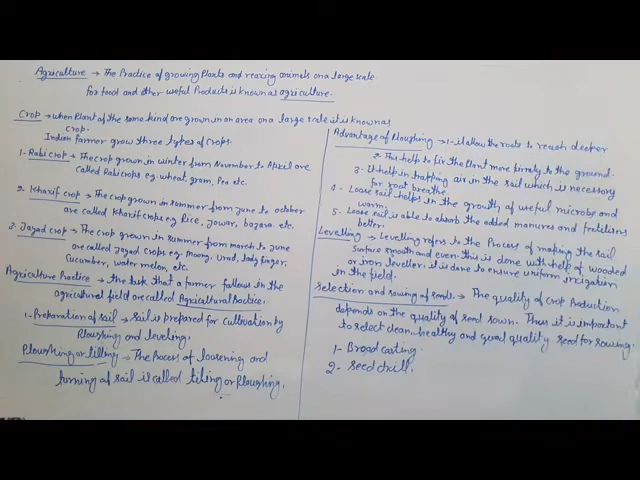 Agriculture → The Practice of growing Plants and rearing animals on a large scale
for food and other useful Products is known as agriculture.
Crop → when Plant of the same kind are grown in an area on a large scale it is known as
crop.
Indian farmer grow three types of crops.
1- Rabi crop → The crop grown in winter from November to April are
called Rabi crops e.g. wheat, gram, Pea etc.
2. Kharif crop → The crop grown in summer from june to october
are called Kharif crops e.g Rice, jowar, bajara. etc.
3. Jayad crop → The crop grown in summer from march to june
are called jayad crops e.g. moong, urad, lady finger,
Cucumber, water melon, etc.
Agriculture Practice → the task that a farmer follows in the
agricultural field are called Agricultural Practice.
1- Preparation of soil → soil is prepared for Cultivation by
Ploughing and leveling.
Ploughing or tilling → The Process of loosening and
turning of soil is called tilling or Ploughing.
Advantage of Ploughing → 1- it allow the roots to reach deeper
2. This help to fix the plant more firmly to the ground.
3. It help in trapping air in the soil which is necessary
for root breathe.
4. Loose soil helps in the growth of useful microbe and
worm.
5. Loose soil is able to absorb the added manures and fertilisers
better.
Levelling → Levelling refers to the Process of making the soil
surface smooth and even. this is done with help of wooded
or iron leveller. it is done to ensure uniform irrigation
in the field.
Selection and sowing of seeds. → The quality of crop Production
depends on the quality of seed sown. Thus it is important
to select clean, healthy and good quality seed for sowing.
1- Broad casting
2- seed drill.